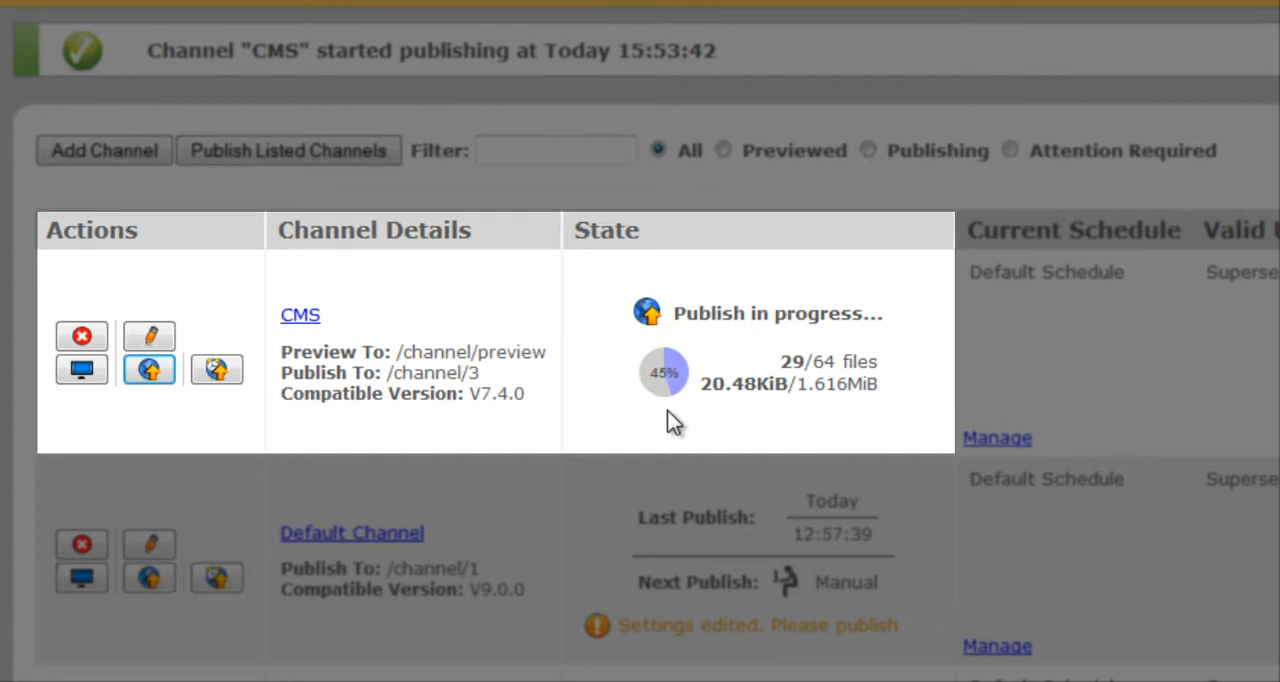 Channel "CMS" started publishing at Today 15:53:42
Add Channel Publish Listed Channels Filter: All Previewed Publishing Attention Required
Actions Channel Details State Current Schedule Valid
Default Schedule Superse
CMS
Publish in progress...
Preview To: /channel/preview
Publish To: /channel/3
Compatible Version: V7.4.0
45%
29/64 files
20.48KiB/1.616MiB
Manage
Default Schedule Superse
Default Channel
Publish To: /channel/1
Compatible Version: V9.0.0
Last Publish: Today
12:57:39
Next Publish: Manual
Settings edited. Please publish
Manage